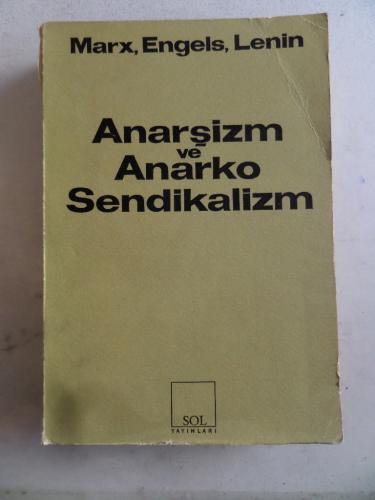 Marx, Engels, Lenin
Anarşizm
ve
Anarko
Sendikalizm
SOL
YAYINLARI